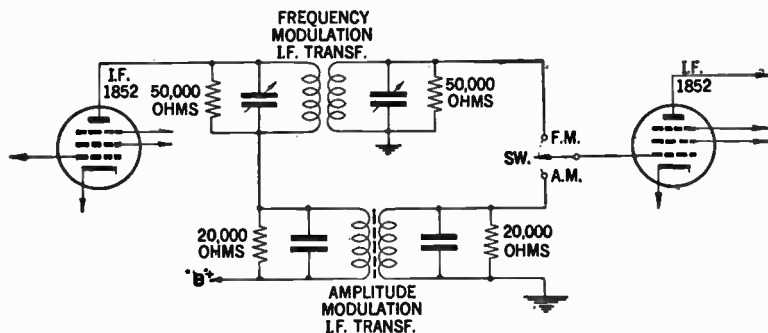 FREQUENCY
MODULATION
I.F. TRANSF.
I.F.
1852
50,000
OHMS
50,000
OHMS
I.F.
1852
F.M.
SW.
A.M.
20,000
OHMS
20,000
OHMS
"B"+
AMPLITUDE
MODULATION
I.F. TRANSF.